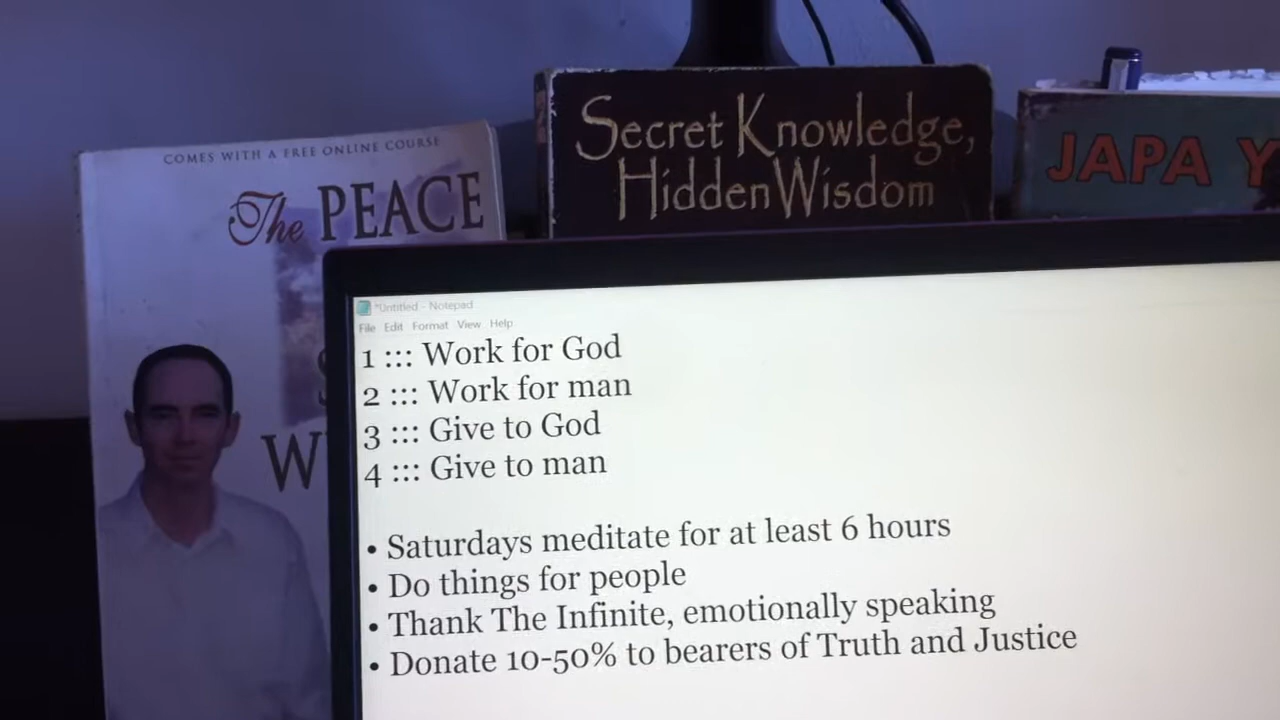 COMES WITH A FREE ONLINE COURSE
The PEACE
Secret Knowledge,
Hidden Wisdom
JAPA Y
*Untitled - Notepad
File Edit Format View Help
1 ::: Work for God
2 ::: Work for man
3 ::: Give to God
4 ::: Give to man
• Saturdays meditate for at least 6 hours
• Do things for people
• Thank The Infinite, emotionally speaking
• Donate 10-50% to bearers of Truth and Justice